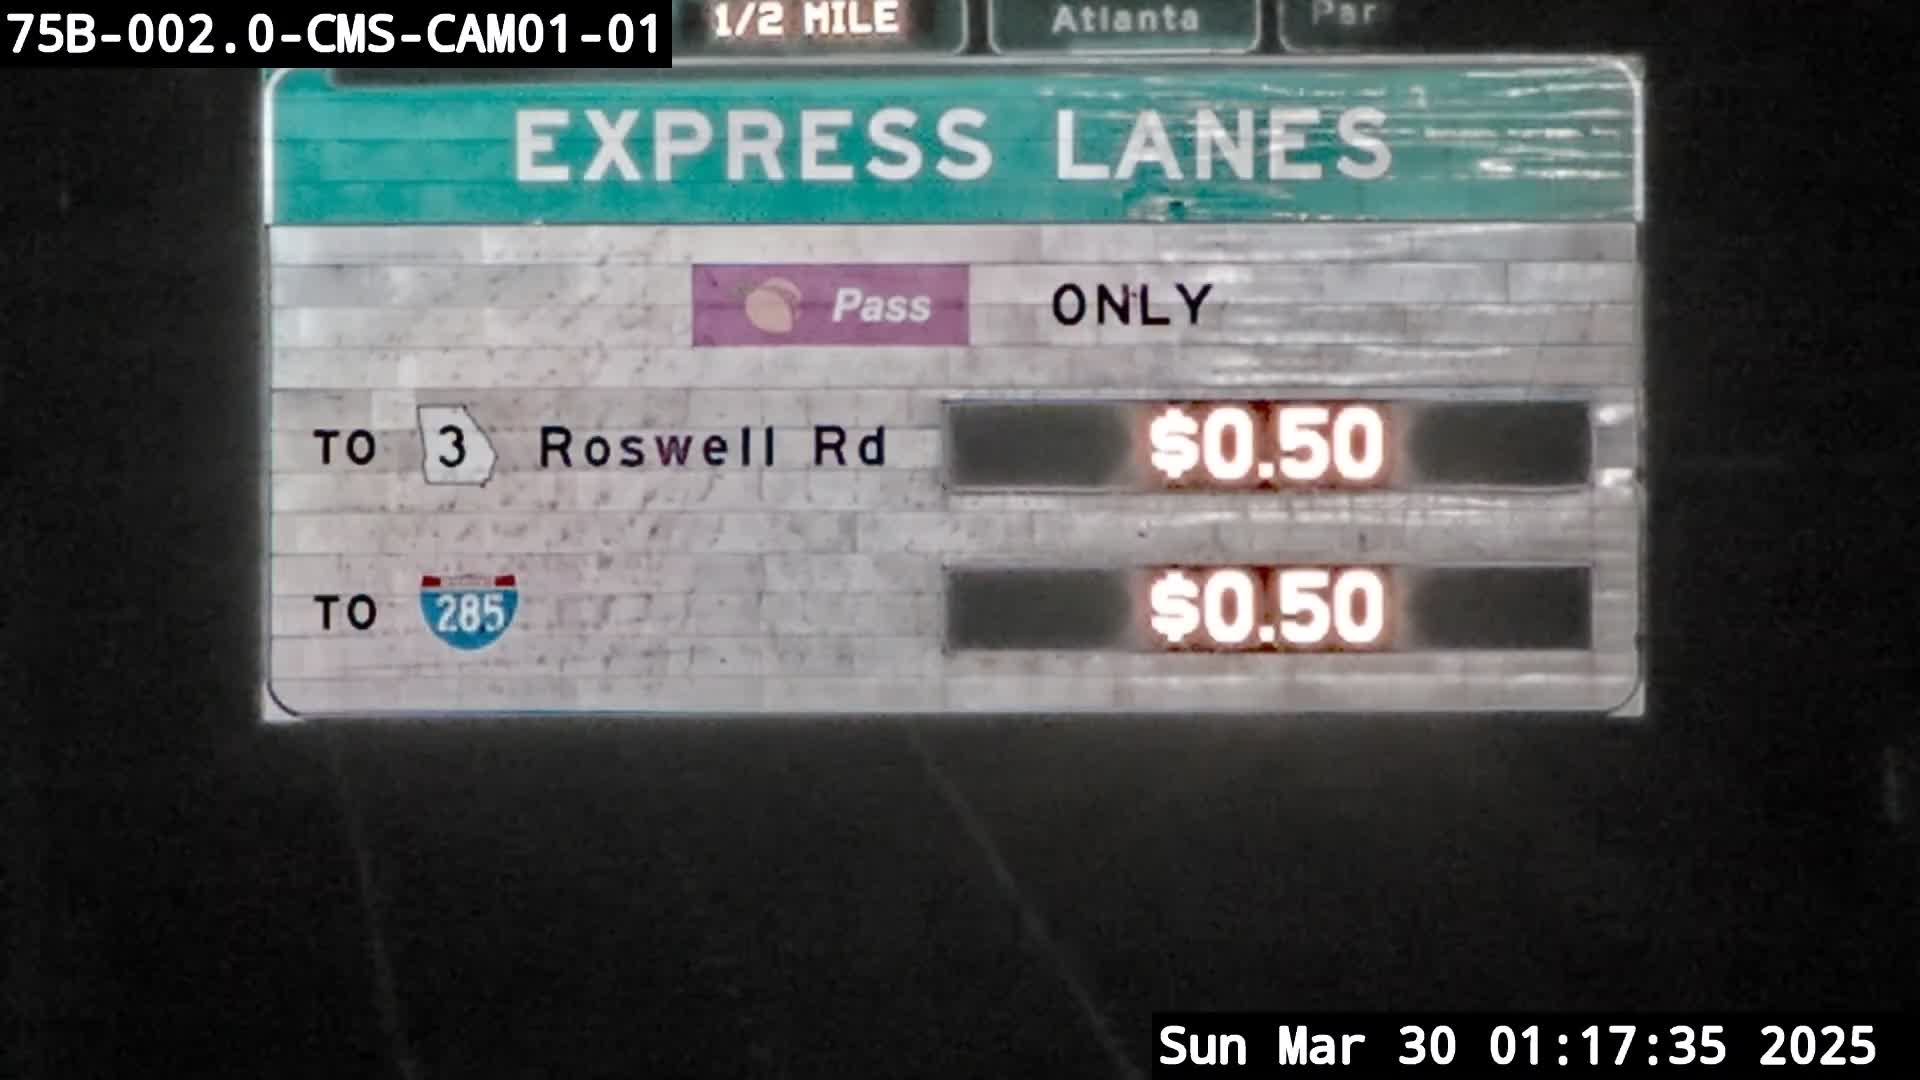 75B-002.0-CMS-CAM01-01
1/2 MILE
Atlanta
EXPRESS LANES
Pass ONLY
TO 3 Roswell Rd $0.50
TO 285 $0.50
Sun Mar 30 01:17:35 2025